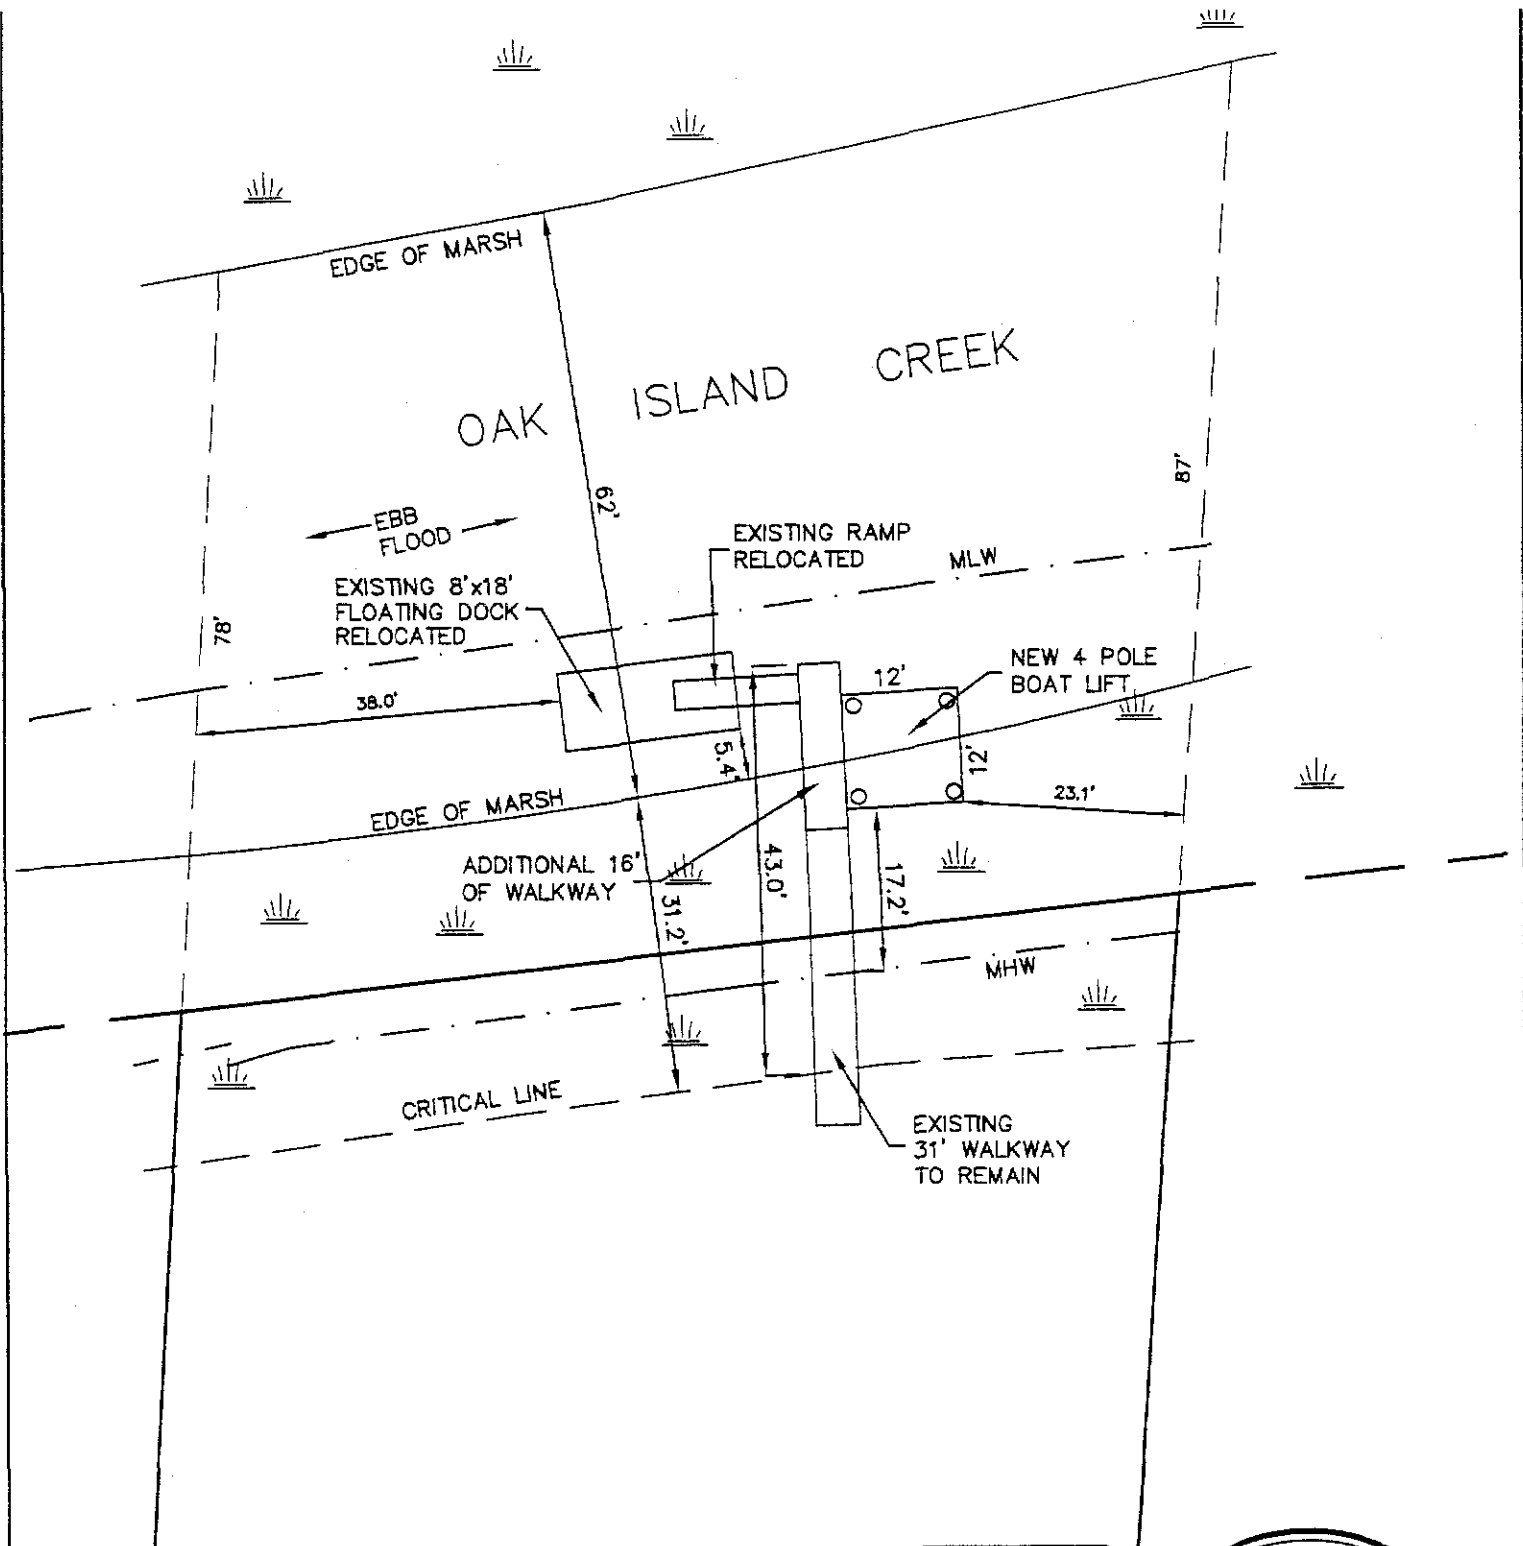 EDGE OF MARSH
OAK ISLAND CREEK
62'
87'
EBB
FLOOD
EXISTING RAMP
RELOCATED
MLW
EXISTING 8'x18'
FLOATING DOCK
RELOCATED
78'
38.0'
12'
NEW 4 POLE
BOAT LIFT
5.4'
12'
23.1'
EDGE OF MARSH
ADDITIONAL 16'
OF WALKWAY
43.0'
17.2'
31.2'
MHW
CRITICAL LINE
EXISTING
31' WALKWAY
TO REMAIN